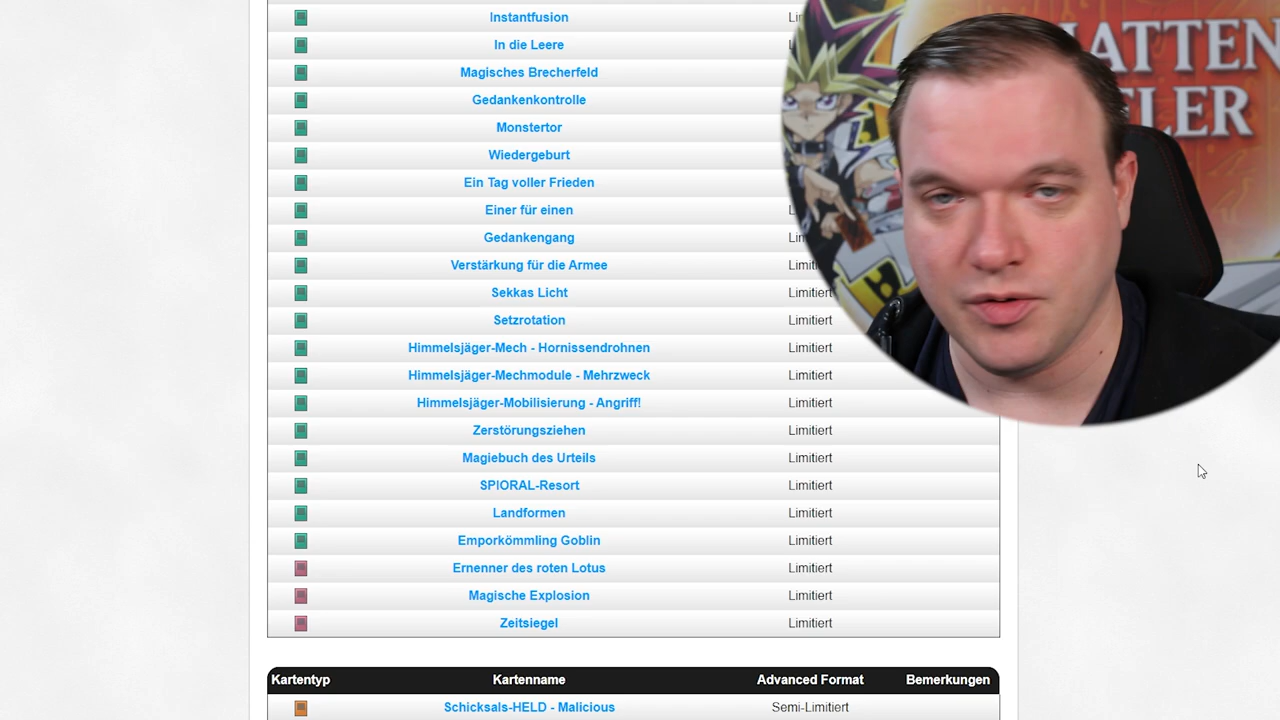 Instantfusion
In die Leere
Magisches Brecherfeld
Gedankenkontrolle
Monstertor
Wiedergeburt
Ein Tag voller Frieden
Einer für einen
Gedankengang
Verstärkung für die Armee
Sekkas Licht Limitiert
Setzrotation Limitiert
Himmelsjäger-Mech - Hornissendrohnen Limitiert
Himmelsjäger-Mechmodule - Mehrzweck Limitiert
Himmelsjäger-Mobilisierung - Angriff! Limitiert
Zerstörungsziehen Limitiert
Magiebuch des Urteils Limitiert
SPIORAL-Resort Limitiert
Landformen Limitiert
Emporkömmling Goblin Limitiert
Ernenner des roten Lotus Limitiert
Magische Explosion Limitiert
Zeitsiegel Limitiert
Kartentyp Kartenname Advanced Format Bemerkungen
Schicksals-HELD - Malicious Semi-Limitiert